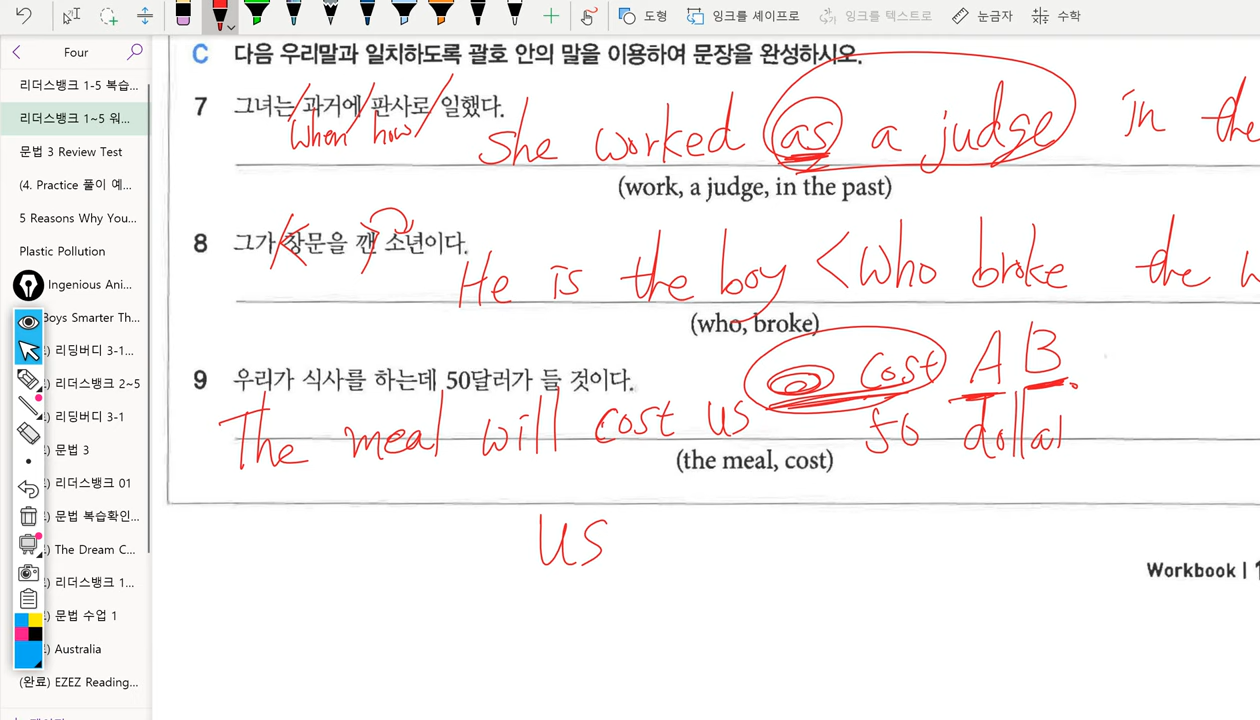 도형
잉크를 셰이프로
잉크를 텍스트로
눈금자
수학
Four
리더스뱅크 1-5 복습...
리더스뱅크 1~5 워...
문법 3 Review Test
(4. Practice 풀이 예...
5 Reasons Why You...
Plastic Pollution
Ingenious Ani...
Boys Smarter Th...
) 리딩버디 3-1...
) 리더스뱅크 2~5
) 리딩버디 3-1
) 문법 3
) 리더스뱅크 01
) 문법 복습확인...
) The Dream C...
) 리더스뱅크 1...
) 문법 수업 1
) Australia
(완료) EZEZ Reading...
C 다음 우리말과 일치하도록 괄호 안의 말을 이용하여 문장을 완성하시오.
7 그녀는/과거에/판사로/일했다.
when/ how/
She worked as a judge in the
(work, a judge, in the past)
8 그가 <창문을 깬> 소년이다.
He is the boy <who broke the w
(who, broke)
9 우리가 식사를 하는데 50달러가 들 것이다.
cost A B.
The meal will cost us 50 dollar
(the meal, cost)
us
Workbook | 1